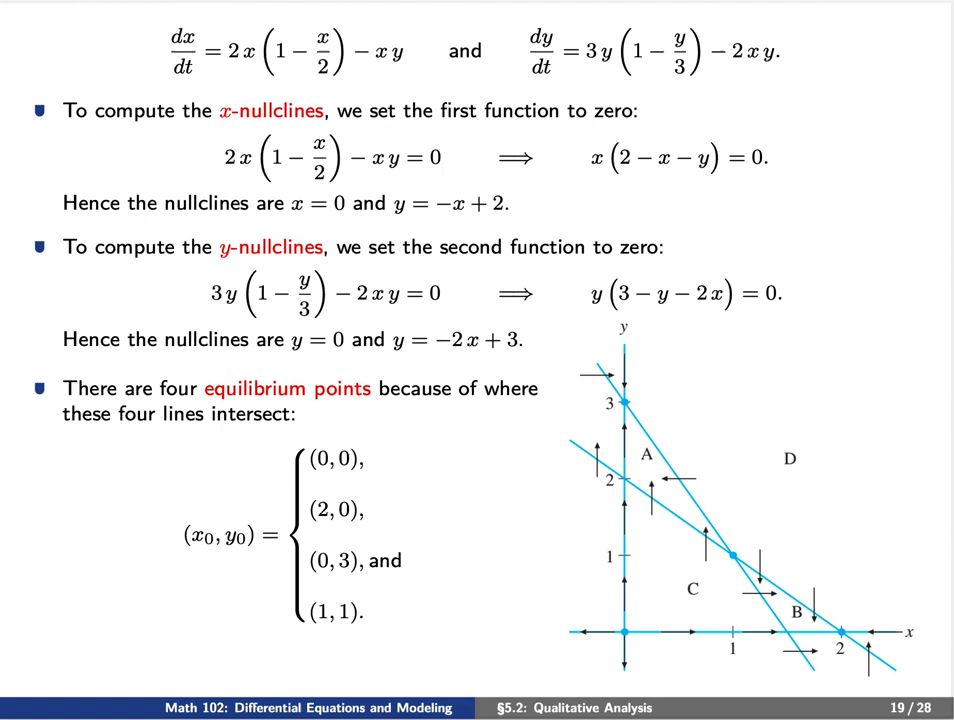 dx/dt = 2x(1 − x/2) − xy and dy/dt = 3y(1 − y/3) − 2xy.
To compute the x-nullclines, we set the first function to zero:
2x(1 − x/2) − xy = 0 ⟹ x(2 − x − y) = 0.
Hence the nullclines are x = 0 and y = −x + 2.
To compute the y-nullclines, we set the second function to zero:
3y(1 − y/3) − 2xy = 0 ⟹ y(3 − y − 2x) = 0.
Hence the nullclines are y = 0 and y = −2x + 3.
There are four equilibrium points because of where
these four lines intersect:
(x₀, y₀) = {
(0, 0),
(2, 0),
(0, 3), and
(1, 1).
y
3
A
D
2
1
C
B
x
1
2
Math 102: Differential Equations and Modeling
§5.2: Qualitative Analysis
19 / 28